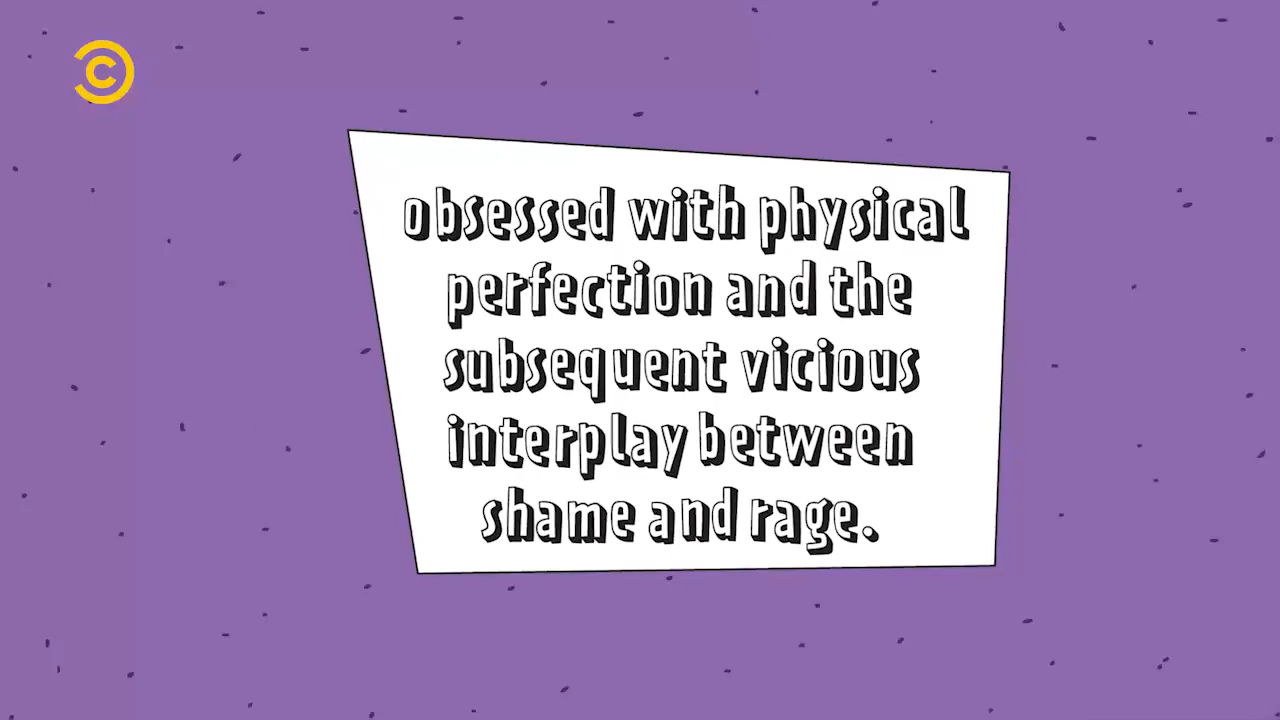 obsessed with physical
perfection and the
subsequent vicious
interplay between
shame and rage.